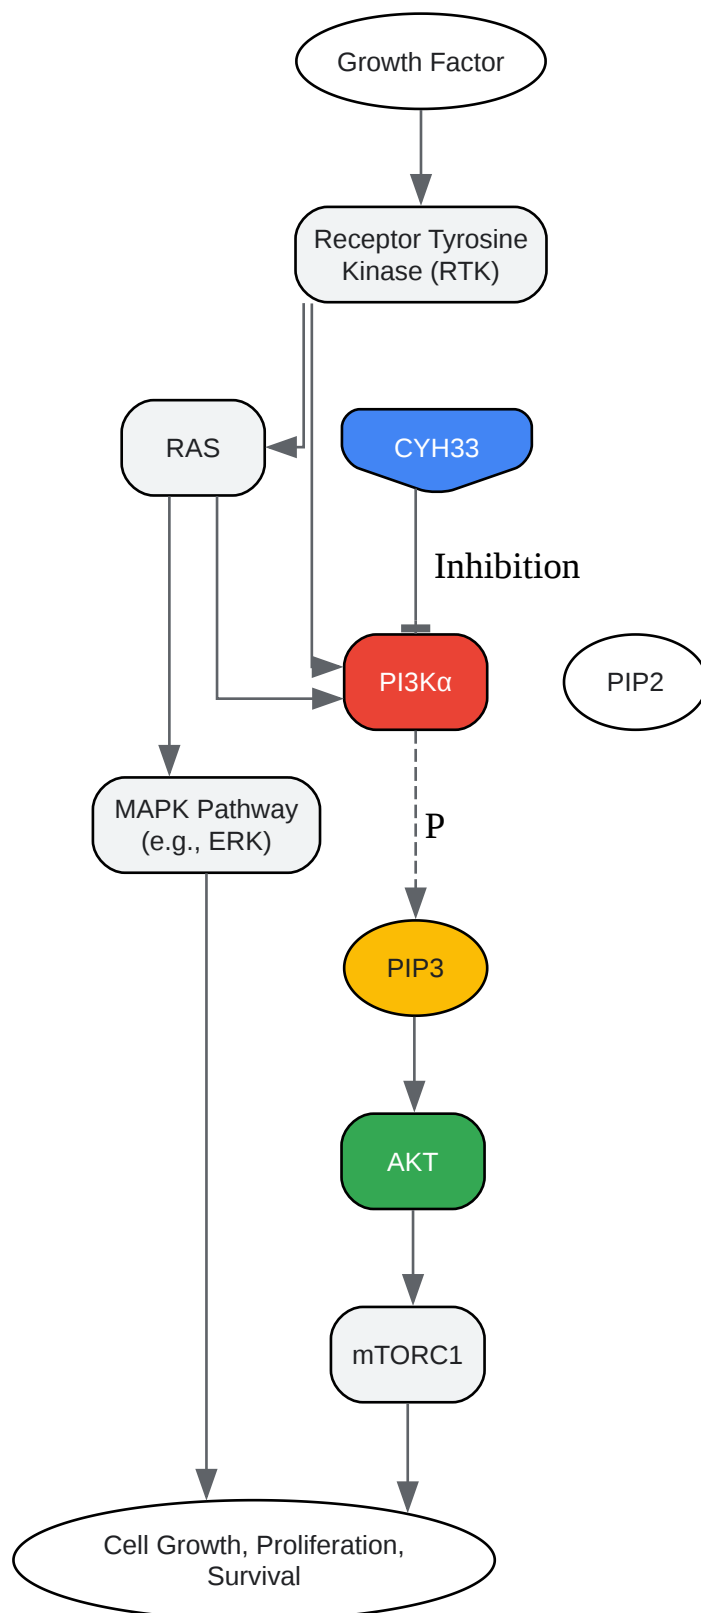 Growth Factor
Receptor Tyrosine
Kinase (RTK)
RAS
CYH33
Inhibition
PI3Kα
PIP2
MAPK Pathway
(e.g., ERK)
P
PIP3
AKT
mTORC1
Cell Growth, Proliferation,
Survival